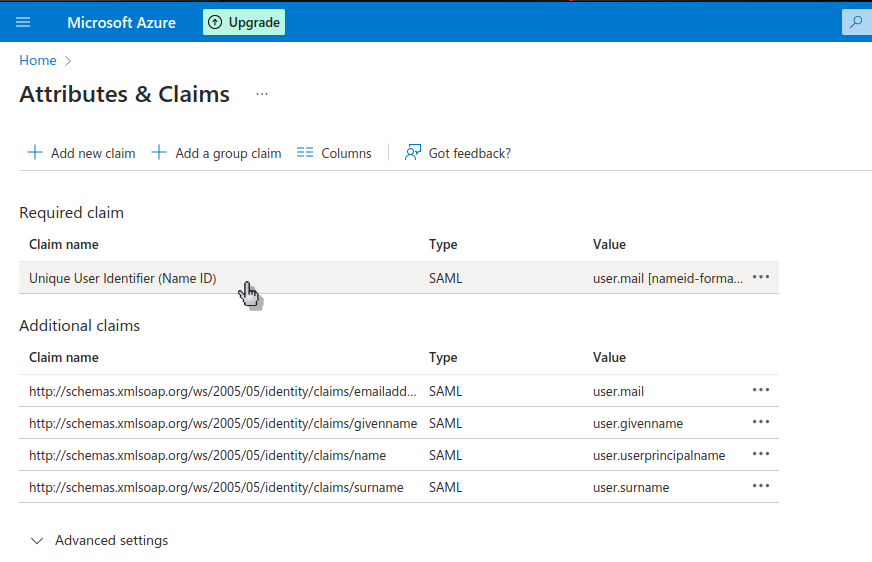 Microsoft Azure Upgrade
Home
Attributes & Claims ...
Add new claim Add a group claim Columns Got feedback?
Required claim
Claim name Type Value
Unique User Identifier (Name ID) SAML user.mail [nameid-forma...
Additional claims
Claim name Type Value
http://schemas.xmlsoap.org/ws/2005/05/identity/claims/emailadd... SAML user.mail
http://schemas.xmlsoap.org/ws/2005/05/identity/claims/givenname SAML user.givenname
http://schemas.xmlsoap.org/ws/2005/05/identity/claims/name SAML user.userprincipalname
http://schemas.xmlsoap.org/ws/2005/05/identity/claims/surname SAML user.surname
Advanced settings